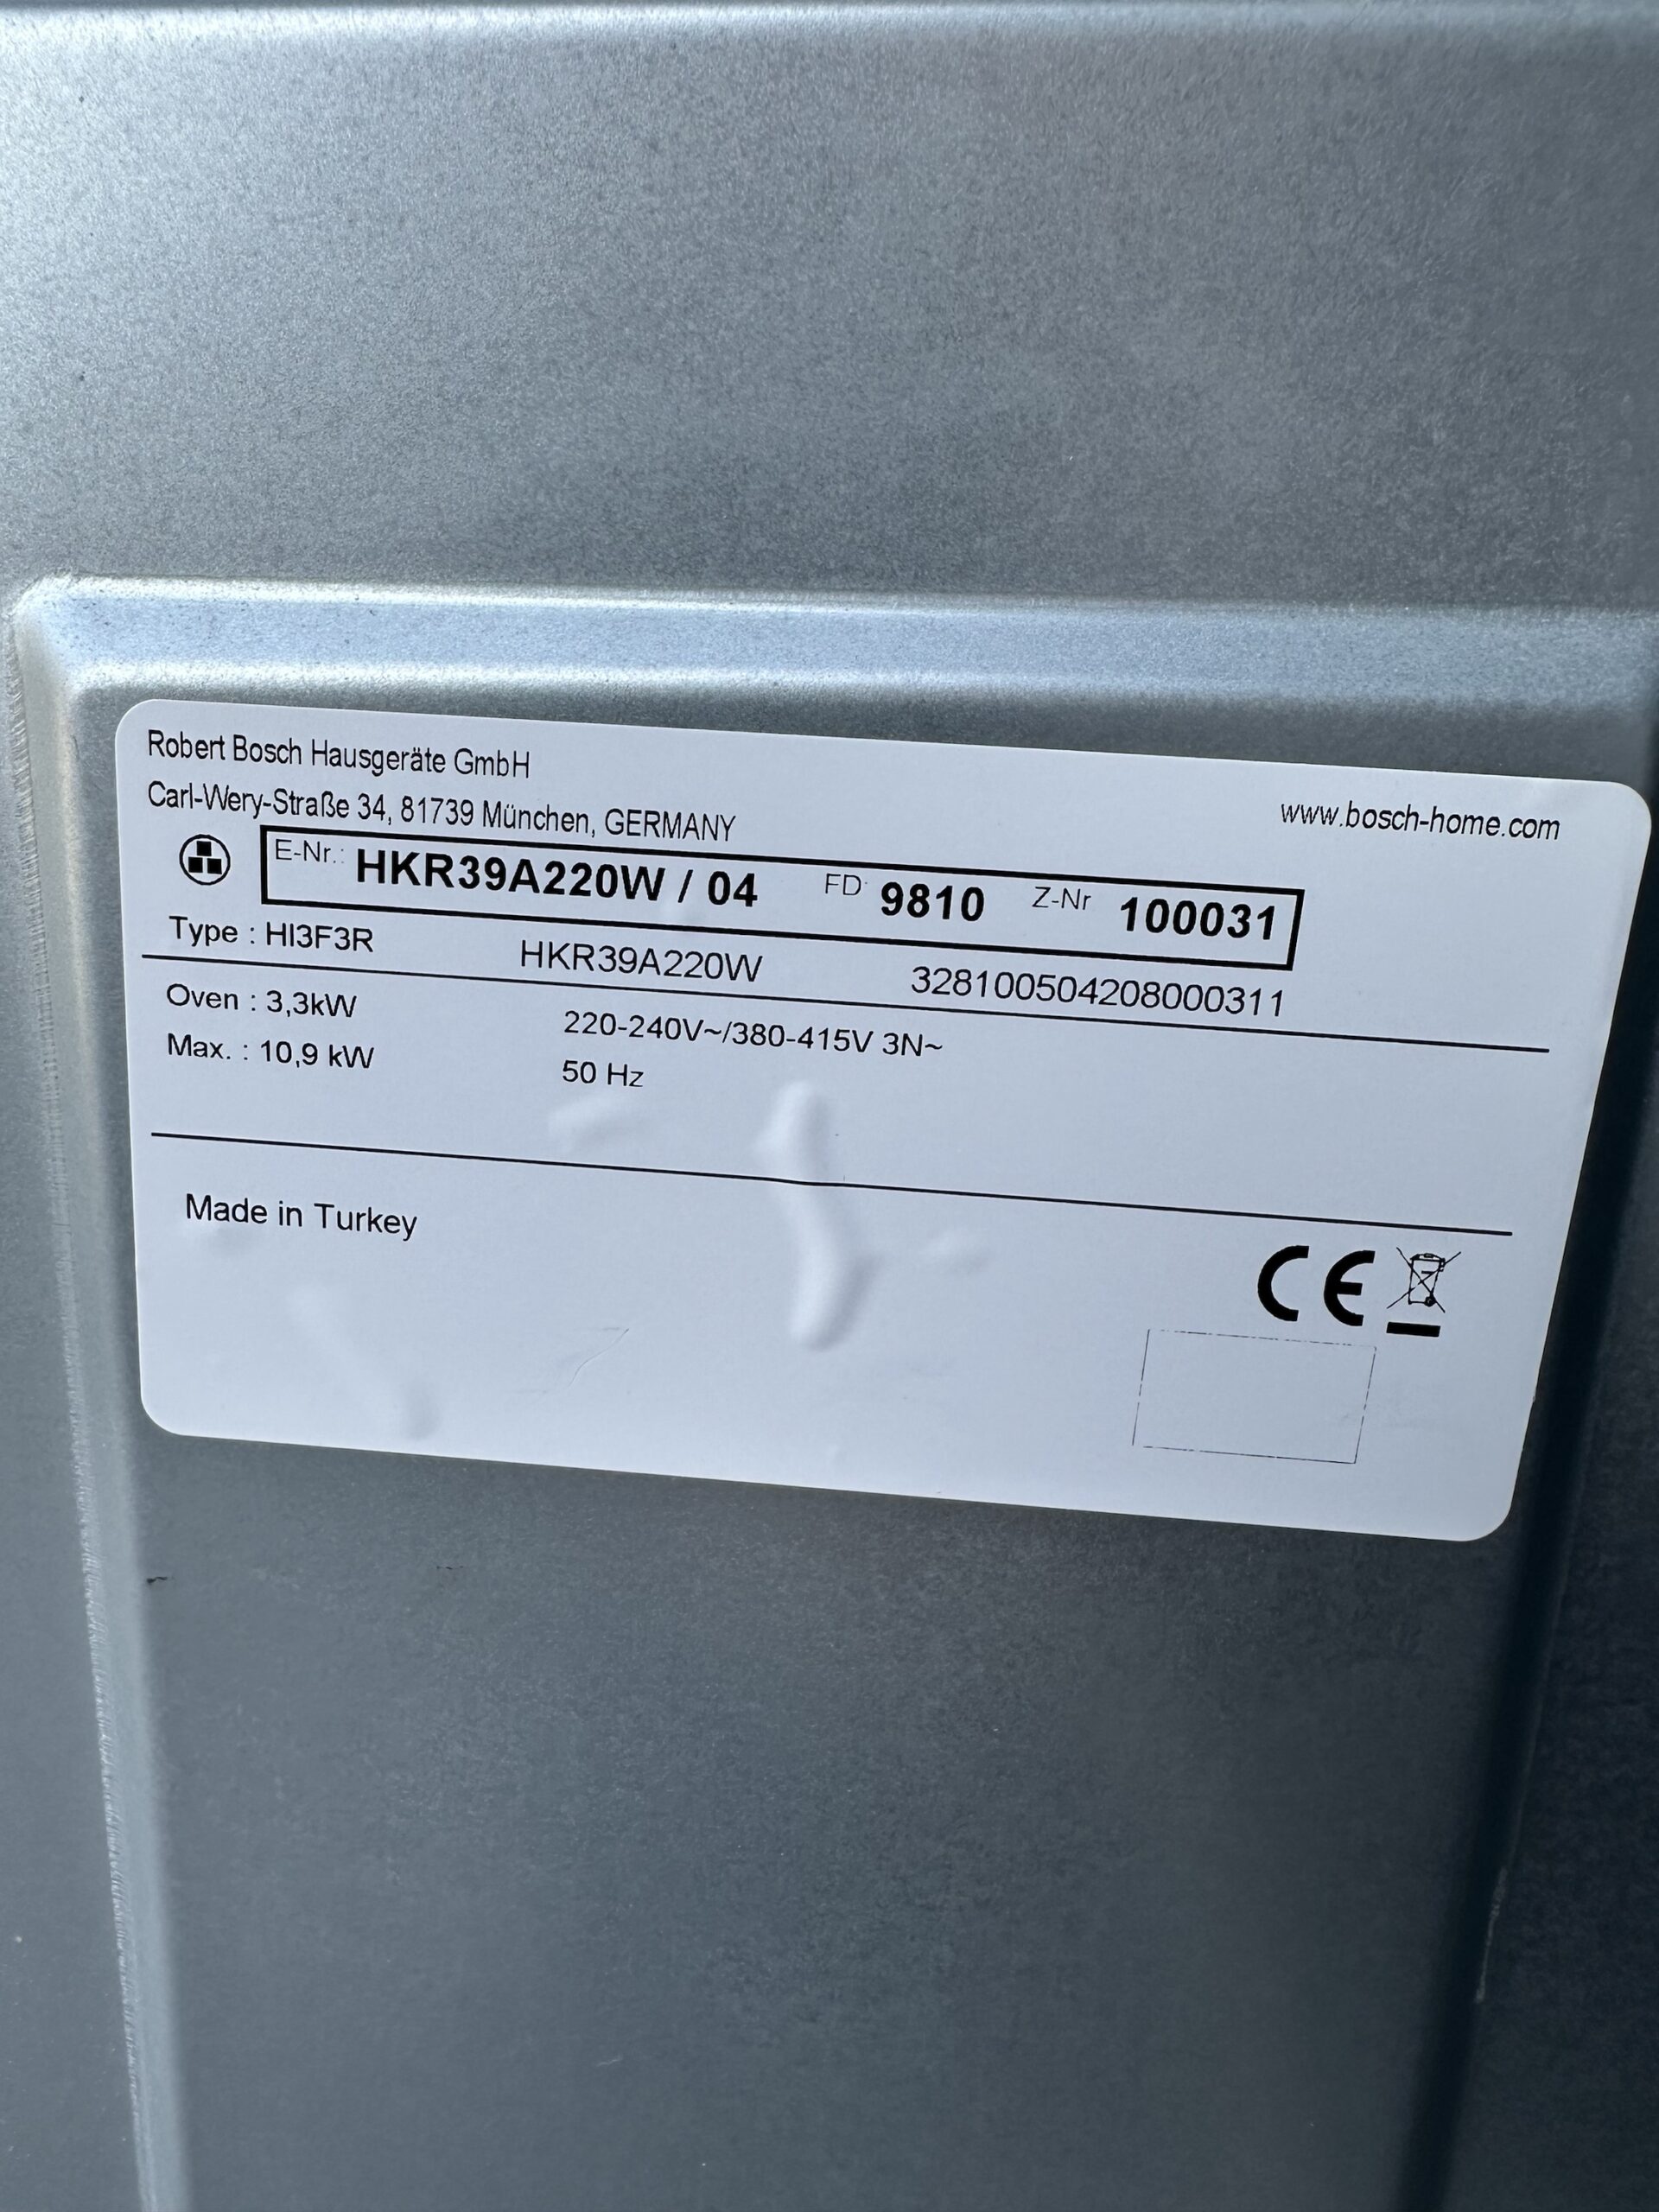 Robert Bosch Hausgeräte GmbH
Carl-Wery-Straße 34, 81739 München, GERMANY
www.bosch-home.com
E-Nr.: HKR39A220W / 04 FD: 9810 Z-Nr 100031
Type : HI3F3R HKR39A220W 328100504208000311
Oven : 3,3kW 220-240V~/380-415V 3N~
Max. : 10,9 kW 50 Hz
Made in Turkey
CE